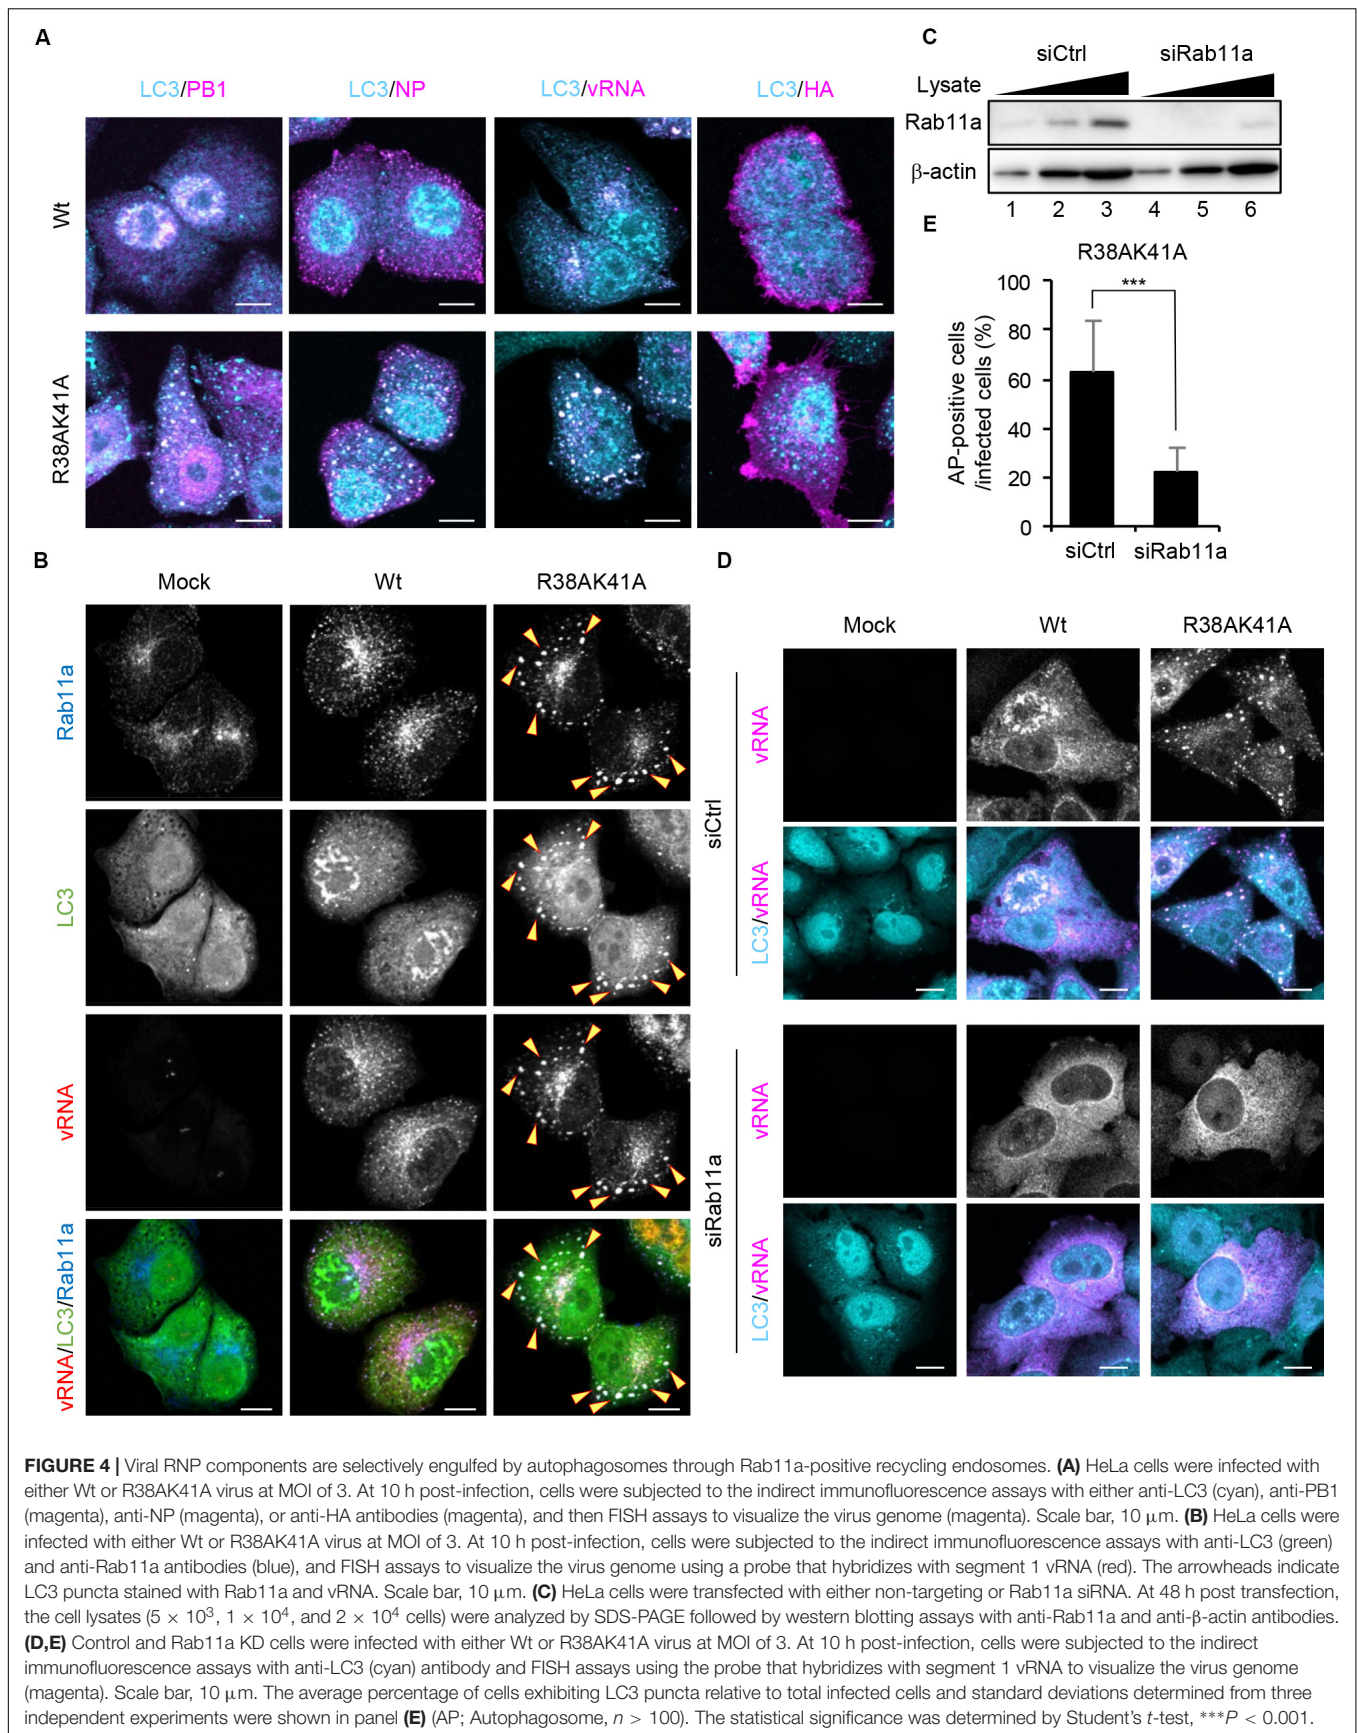 A
LC3/PB1
LC3/NP
LC3/vRNA
LC3/HA
Wt
R38AK41A
C
siCtrl
siRab11a
Lysate
Rab11a
β-actin
1 2 3 4 5 6
E
R38AK41A
***
AP-positive cells
/infected cells (%)
100
80
60
40
20
0
siCtrl
siRab11a
B
Mock
Wt
R38AK41A
Rab11a
LC3
vRNA
vRNA/LC3/Rab11a
D
Mock
Wt
R38AK41A
siCtrl
vRNA
LC3/vRNA
siRab11a
vRNA
LC3/vRNA
FIGURE 4 | Viral RNP components are selectively engulfed by autophagosomes through Rab11a-positive recycling endosomes. (A) HeLa cells were infected with
either Wt or R38AK41A virus at MOI of 3. At 10 h post-infection, cells were subjected to the indirect immunofluorescence assays with either anti-LC3 (cyan), anti-PB1
(magenta), anti-NP (magenta), or anti-HA antibodies (magenta), and then FISH assays to visualize the virus genome (magenta). Scale bar, 10 μm. (B) HeLa cells were
infected with either Wt or R38AK41A virus at MOI of 3. At 10 h post-infection, cells were subjected to the indirect immunofluorescence assays with anti-LC3 (green)
and anti-Rab11a antibodies (blue), and FISH assays to visualize the virus genome using a probe that hybridizes with segment 1 vRNA (red). The arrowheads indicate
LC3 puncta stained with Rab11a and vRNA. Scale bar, 10 μm. (C) HeLa cells were transfected with either non-targeting or Rab11a siRNA. At 48 h post transfection,
the cell lysates (5 × 10³, 1 × 10⁴, and 2 × 10⁴ cells) were analyzed by SDS-PAGE followed by western blotting assays with anti-Rab11a and anti-β-actin antibodies.
(D,E) Control and Rab11a KD cells were infected with either Wt or R38AK41A virus at MOI of 3. At 10 h post-infection, cells were subjected to the indirect
immunofluorescence assays with anti-LC3 (cyan) antibody and FISH assays using the probe that hybridizes with segment 1 vRNA to visualize the virus genome
(magenta). Scale bar, 10 μm. The average percentage of cells exhibiting LC3 puncta relative to total infected cells and standard deviations determined from three
independent experiments were shown in panel (E) (AP; Autophagosome, n > 100). The statistical significance was determined by Student's t-test, ***P < 0.001.